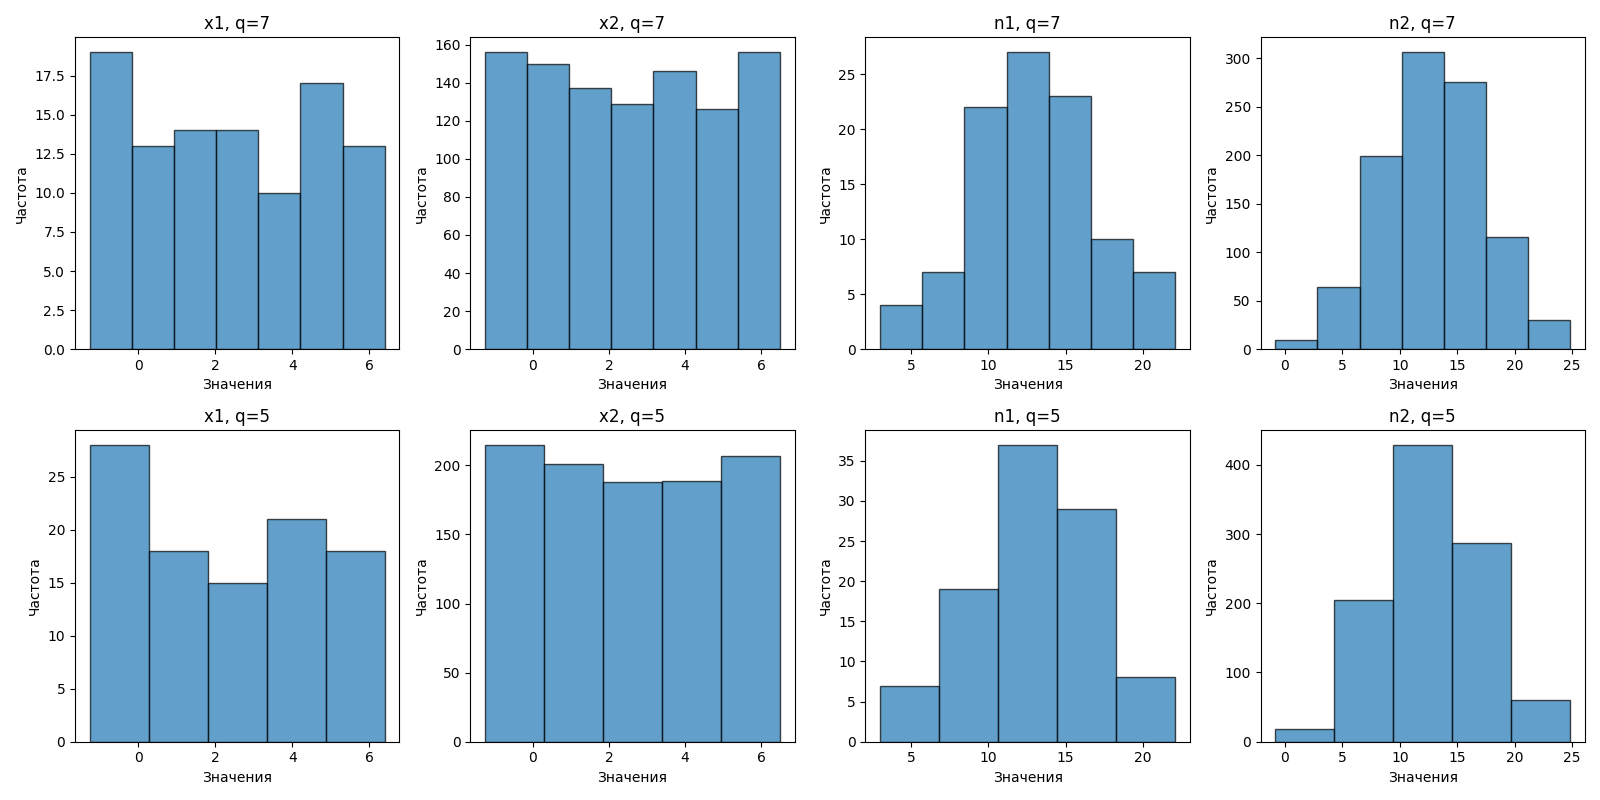 x1, q=7
Частота
17.5
15.0
12.5
10.0
7.5
5.0
2.5
0.0
0 2 4 6
Значения
x2, q=7
Частота
160
140
120
100
80
60
40
20
0
0 2 4 6
Значения
n1, q=7
Частота
25
20
15
10
5
0
5 10 15 20
Значения
n2, q=7
Частота
300
250
200
150
100
50
0
0 5 10 15 20 25
Значения
x1, q=5
Частота
25
20
15
10
5
0
0 2 4 6
Значения
x2, q=5
Частота
200
150
100
50
0
0 2 4 6
Значения
n1, q=5
Частота
35
30
25
20
15
10
5
0
5 10 15 20
Значения
n2, q=5
Частота
400
300
200
100
0
0 5 10 15 20 25
Значения